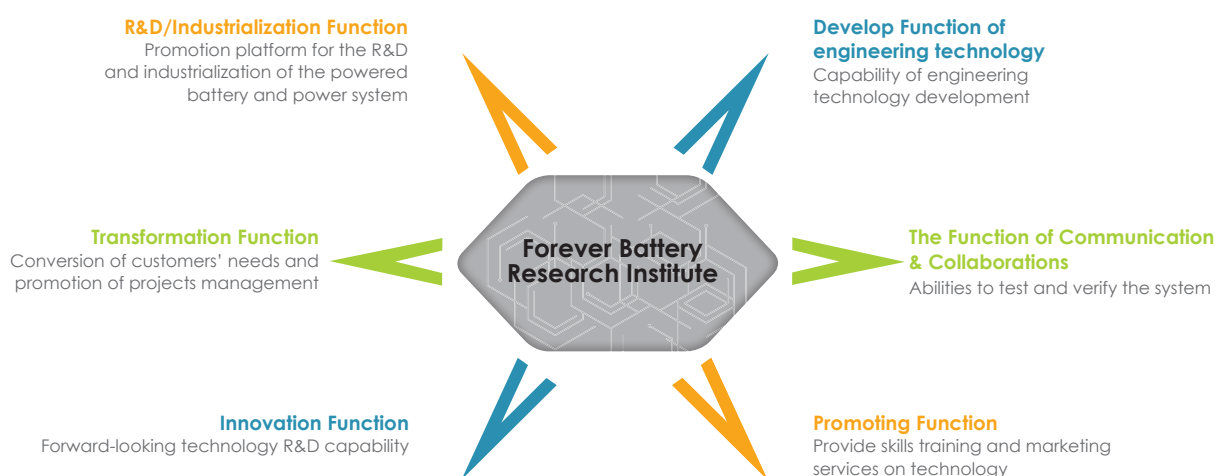 R&D/Industrialization Function
Promotion platform for the R&D
and industrialization of the powered
battery and power system
Develop Function of
engineering technology
Capability of engineering
technology development
Transformation Function
Conversion of customers’ needs and
promotion of projects management
Forever Battery
Research Institute
The Function of Communication
& Collaborations
Abilities to test and verify the system
Innovation Function
Forward-looking technology R&D capability
Promoting Function
Provide skills training and marketing
services on technology